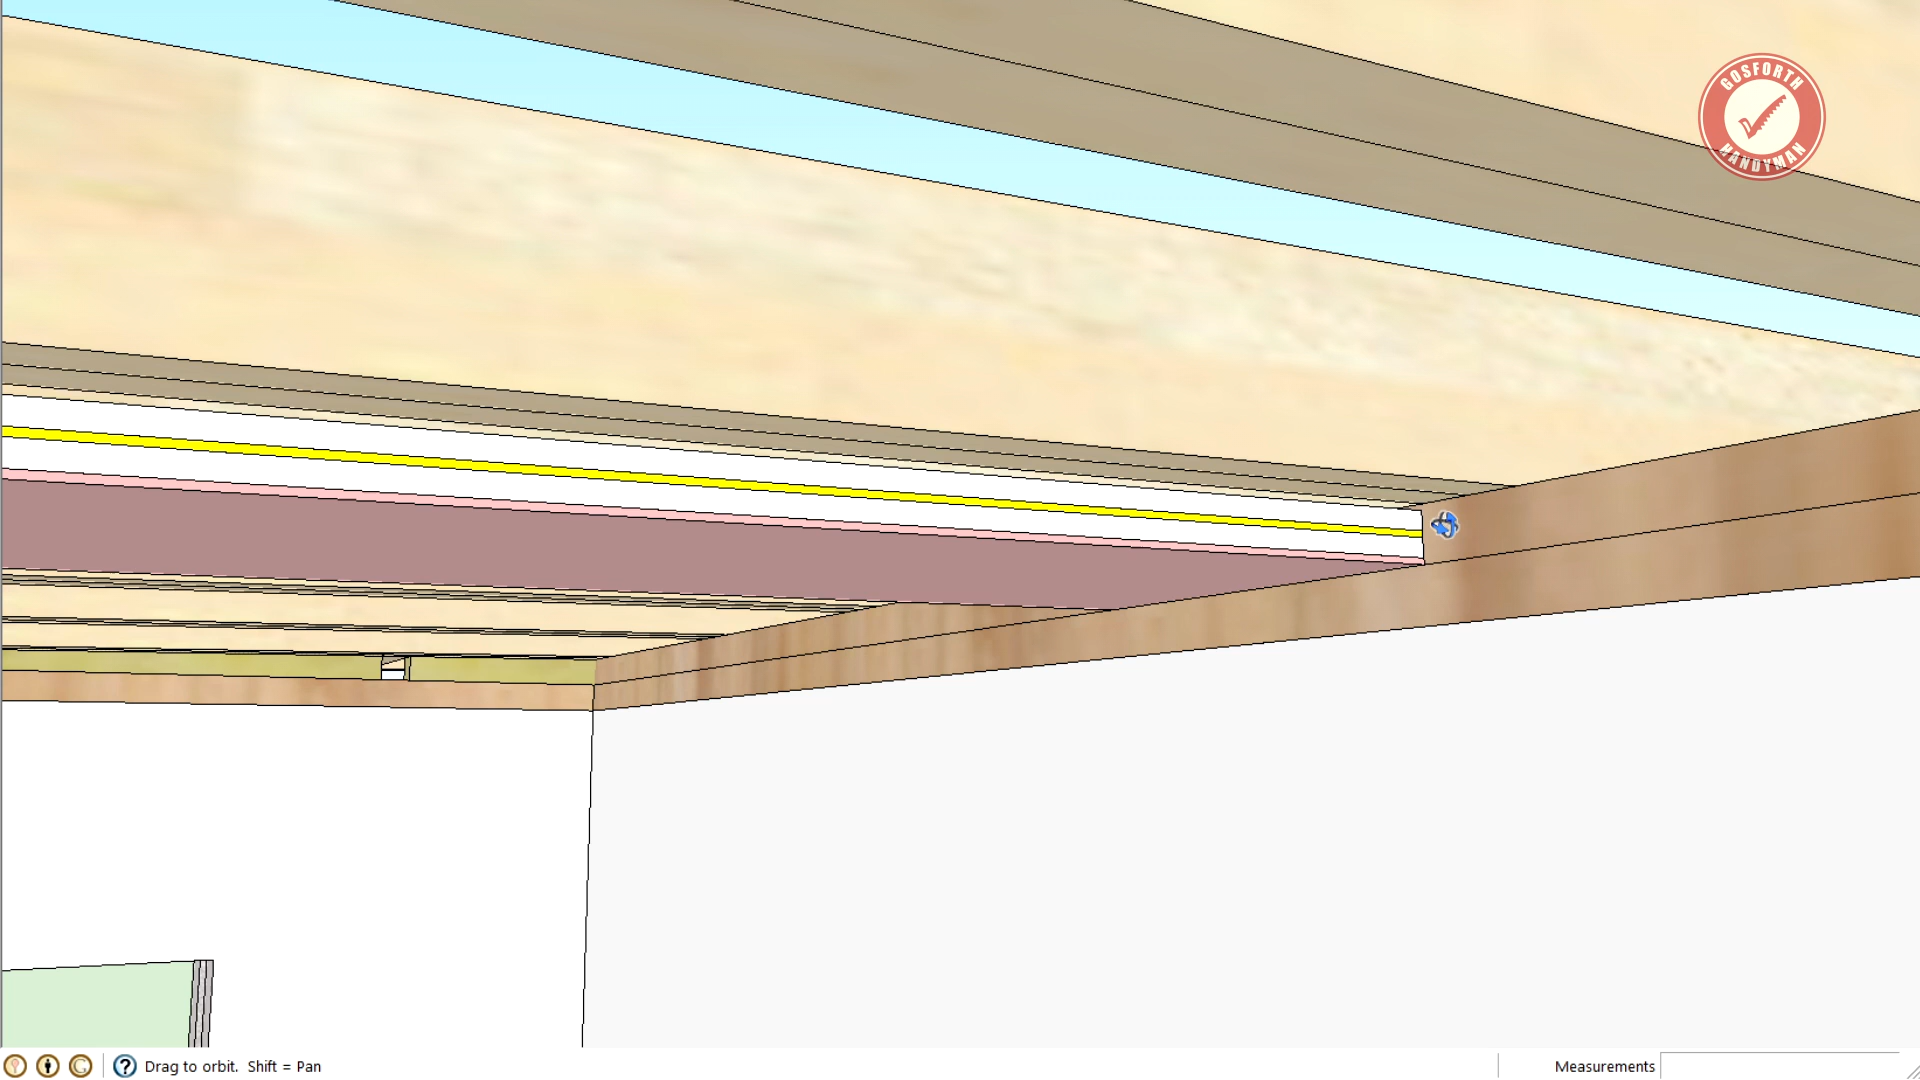 GOSFORTH
HANDYMAN
Drag to orbit. Shift = Pan
Measurements